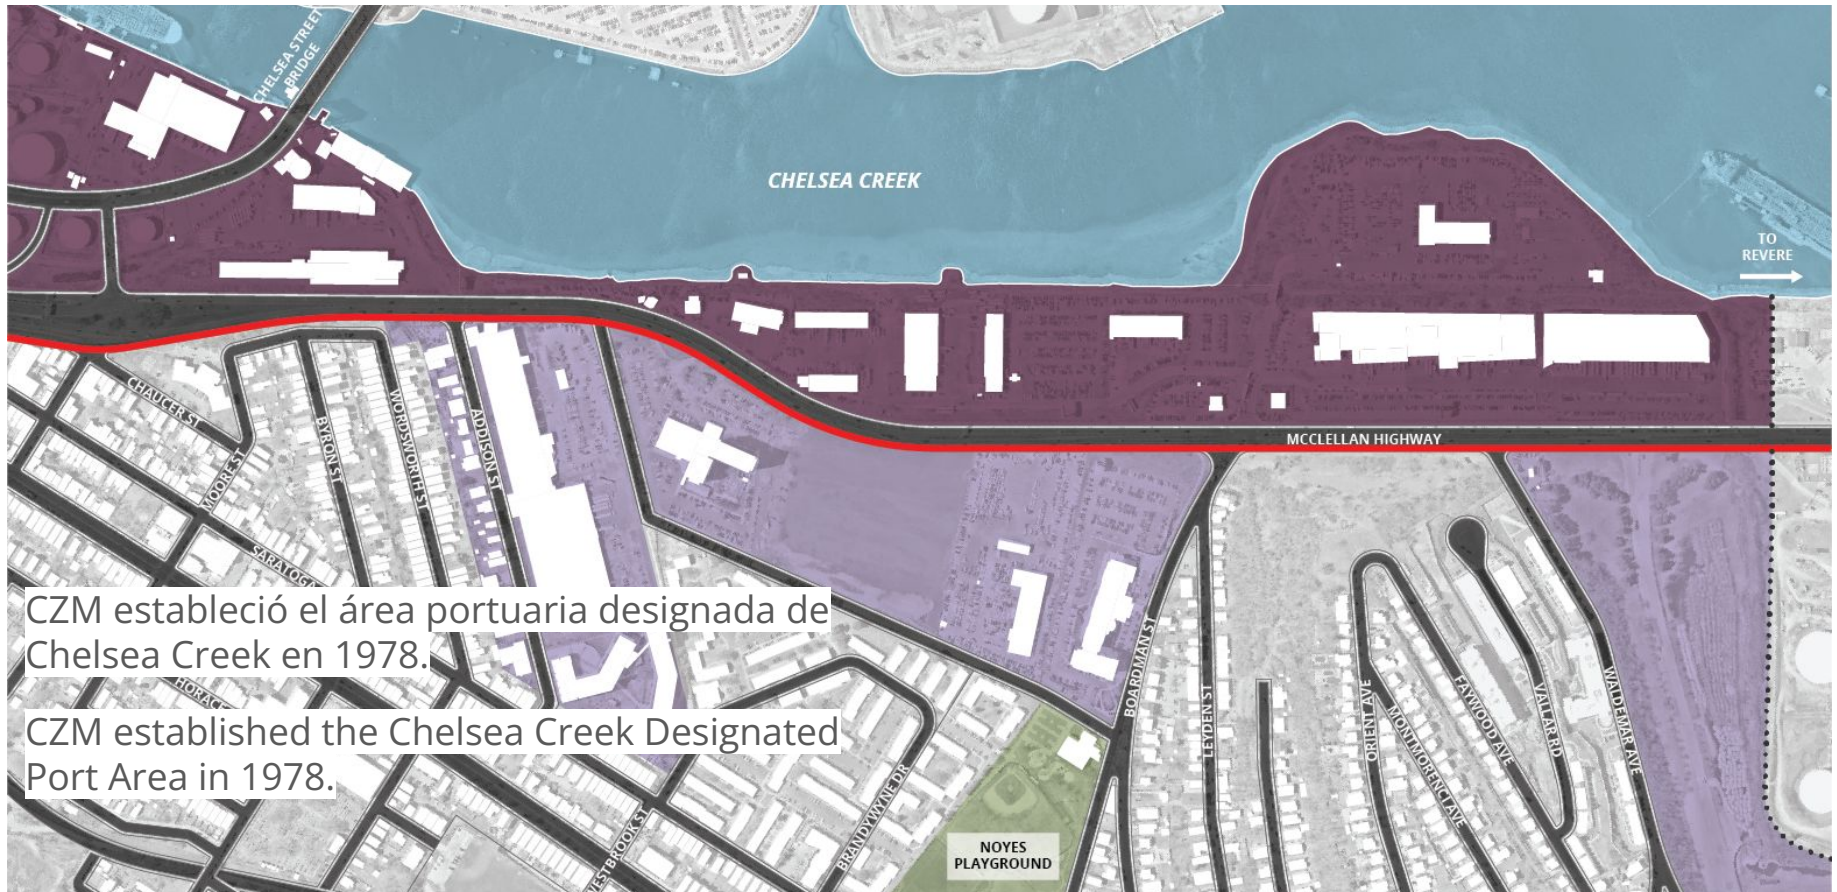 CHELSEA STREET
BRIDGE
CHELSEA CREEK
TO
REVERE
MCCLELLAN HIGHWAY
CHAUCER ST
MOORE ST
BYRON ST
WORDSWORTH ST
ADDISON ST
SARATOGA
CZM estableció el área portuaria designada de
Chelsea Creek en 1978.
HORACE
CZM established the Chelsea Creek Designated
Port Area in 1978.
WESTBROOK ST
BRANDYWYNE DR
BOARDMAN ST
LEYDEN ST
ORIENT AVE
MONTMORENCI AVE
FAYWOOD AVE
VALLAR RD
WALDEMAR AVE
NOYES
PLAYGROUND